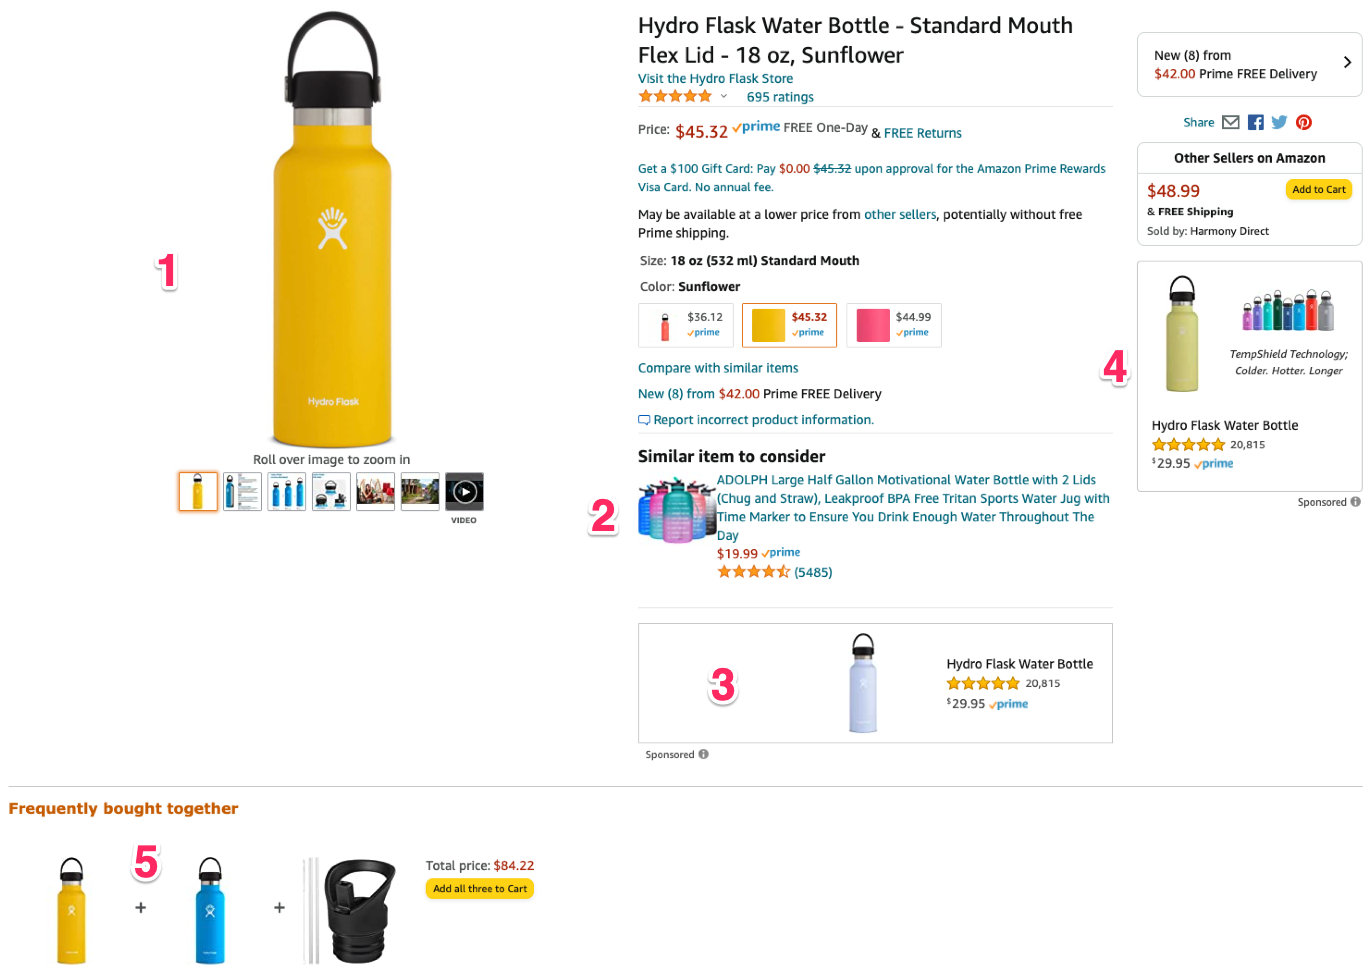 1
Hydro Flask
Roll over image to zoom in
VIDEO
Hydro Flask Water Bottle - Standard Mouth
Flex Lid - 18 oz, Sunflower
Visit the Hydro Flask Store
695 ratings
Price: $45.32 prime FREE One-Day & FREE Returns
Get a $100 Gift Card: Pay $0.00 $45.32 upon approval for the Amazon Prime Rewards
Visa Card. No annual fee.
May be available at a lower price from other sellers, potentially without free
Prime shipping.
Size: 18 oz (532 ml) Standard Mouth
Color: Sunflower
$36.12
prime
$45.32
prime
$44.99
prime
Compare with similar items
New (8) from $42.00 Prime FREE Delivery
Report incorrect product information.
Similar item to consider
2
ADOLPH Large Half Gallon Motivational Water Bottle with 2 Lids
(Chug and Straw), Leakproof BPA Free Tritan Sports Water Jug with
Time Marker to Ensure You Drink Enough Water Throughout The
Day
$19.99 prime
(5485)
3
Hydro Flask Water Bottle
20,815
$29.95 prime
Sponsored
New (8) from
$42.00 Prime FREE Delivery
Share
Other Sellers on Amazon
$48.99
Add to Cart
& FREE Shipping
Sold by: Harmony Direct
4
TempShield Technology;
Colder. Hotter. Longer
Hydro Flask Water Bottle
20,815
$29.95 prime
Sponsored
Frequently bought together
5
+
+
Total price: $84.22
Add all three to Cart